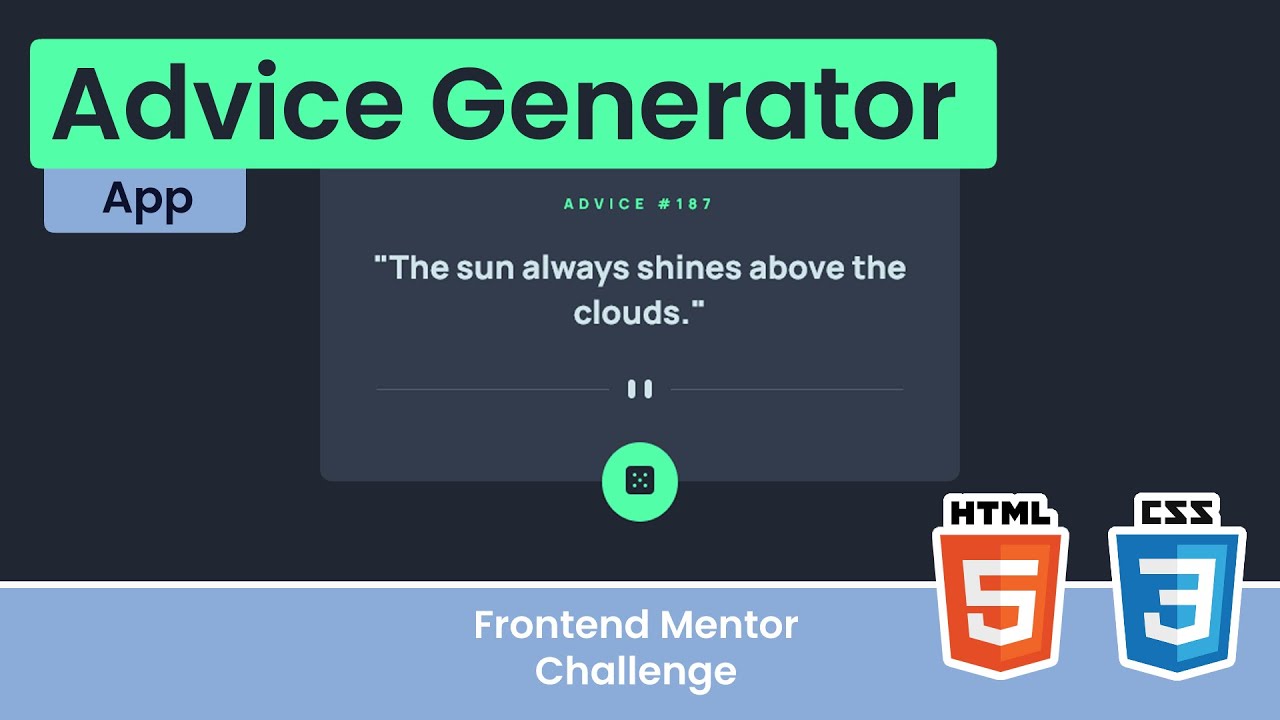 Advice Generator
App
ADVICE #187
"The sun always shines above the
clouds."
HTML
5
CSS
3
Frontend Mentor
Challenge